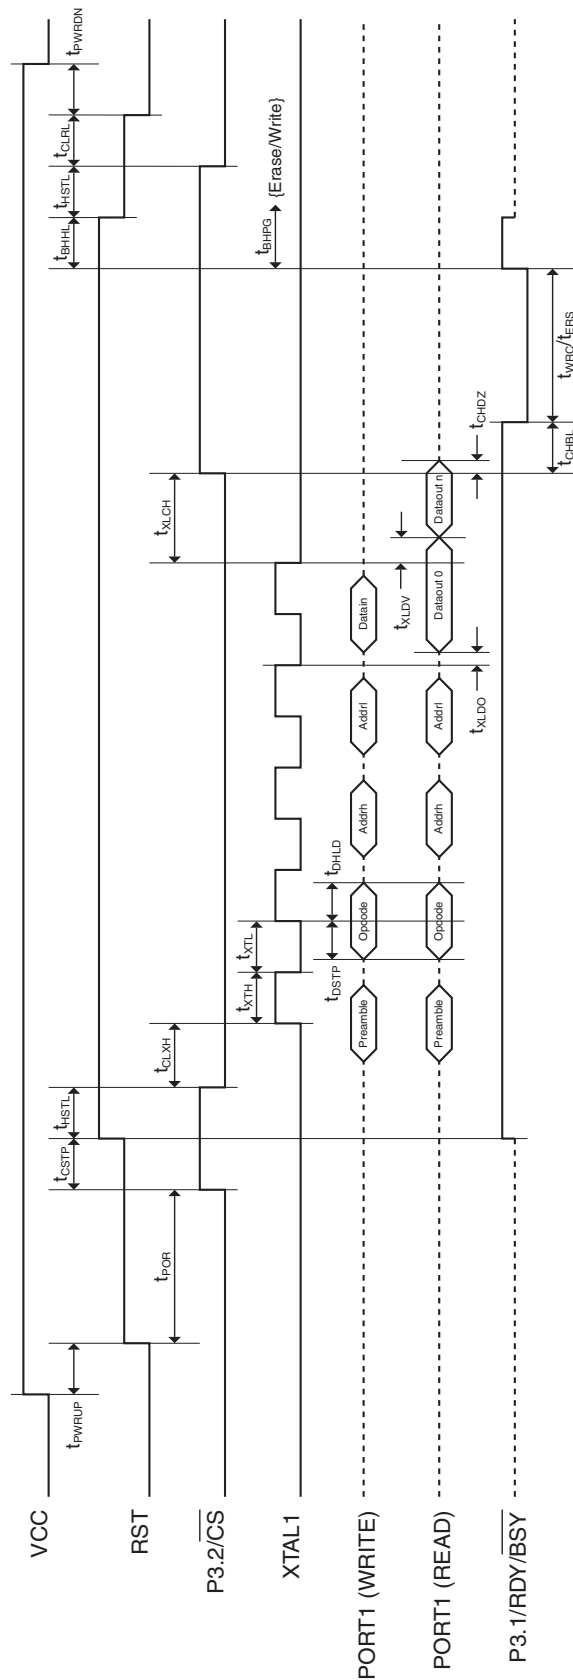 VCC
tPWRUP
tPWRDN
RST
tPOR
tCSTP
tHSTL
tBHHL
tHSTL
tCLRL
P3.2/CS
tCLXH
tXLCH
XTAL1
tXTH
tXTL
tBHPG {Erase/Write}
PORT1 (WRITE)
tDSTP
tDHLD
Preamble
Opcode
Addrh
Addrl
Datain
PORT1 (READ)
tXLDV
Preamble
Opcode
Addrh
Addrl
Dataout 0
Dataout n
tXLDO
tCHDZ
P3.1/RDY/BSY
tCHBL
tWRC/tERS